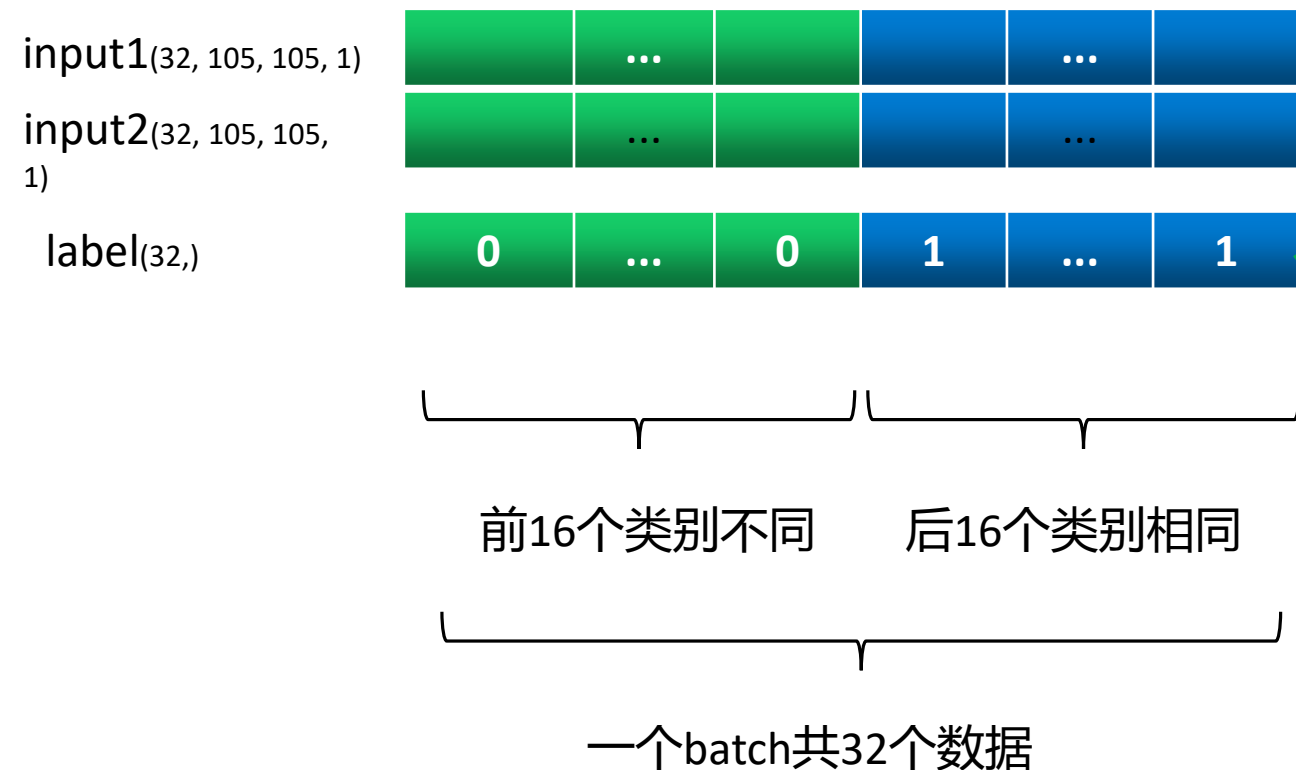 input1(32, 105, 105, 1)
... ...
input2(32, 105, 105,
1)
... ...
label(32,)
0 ... 0 1 ... 1
前16个类别不同 后16个类别相同
一个batch共32个数据